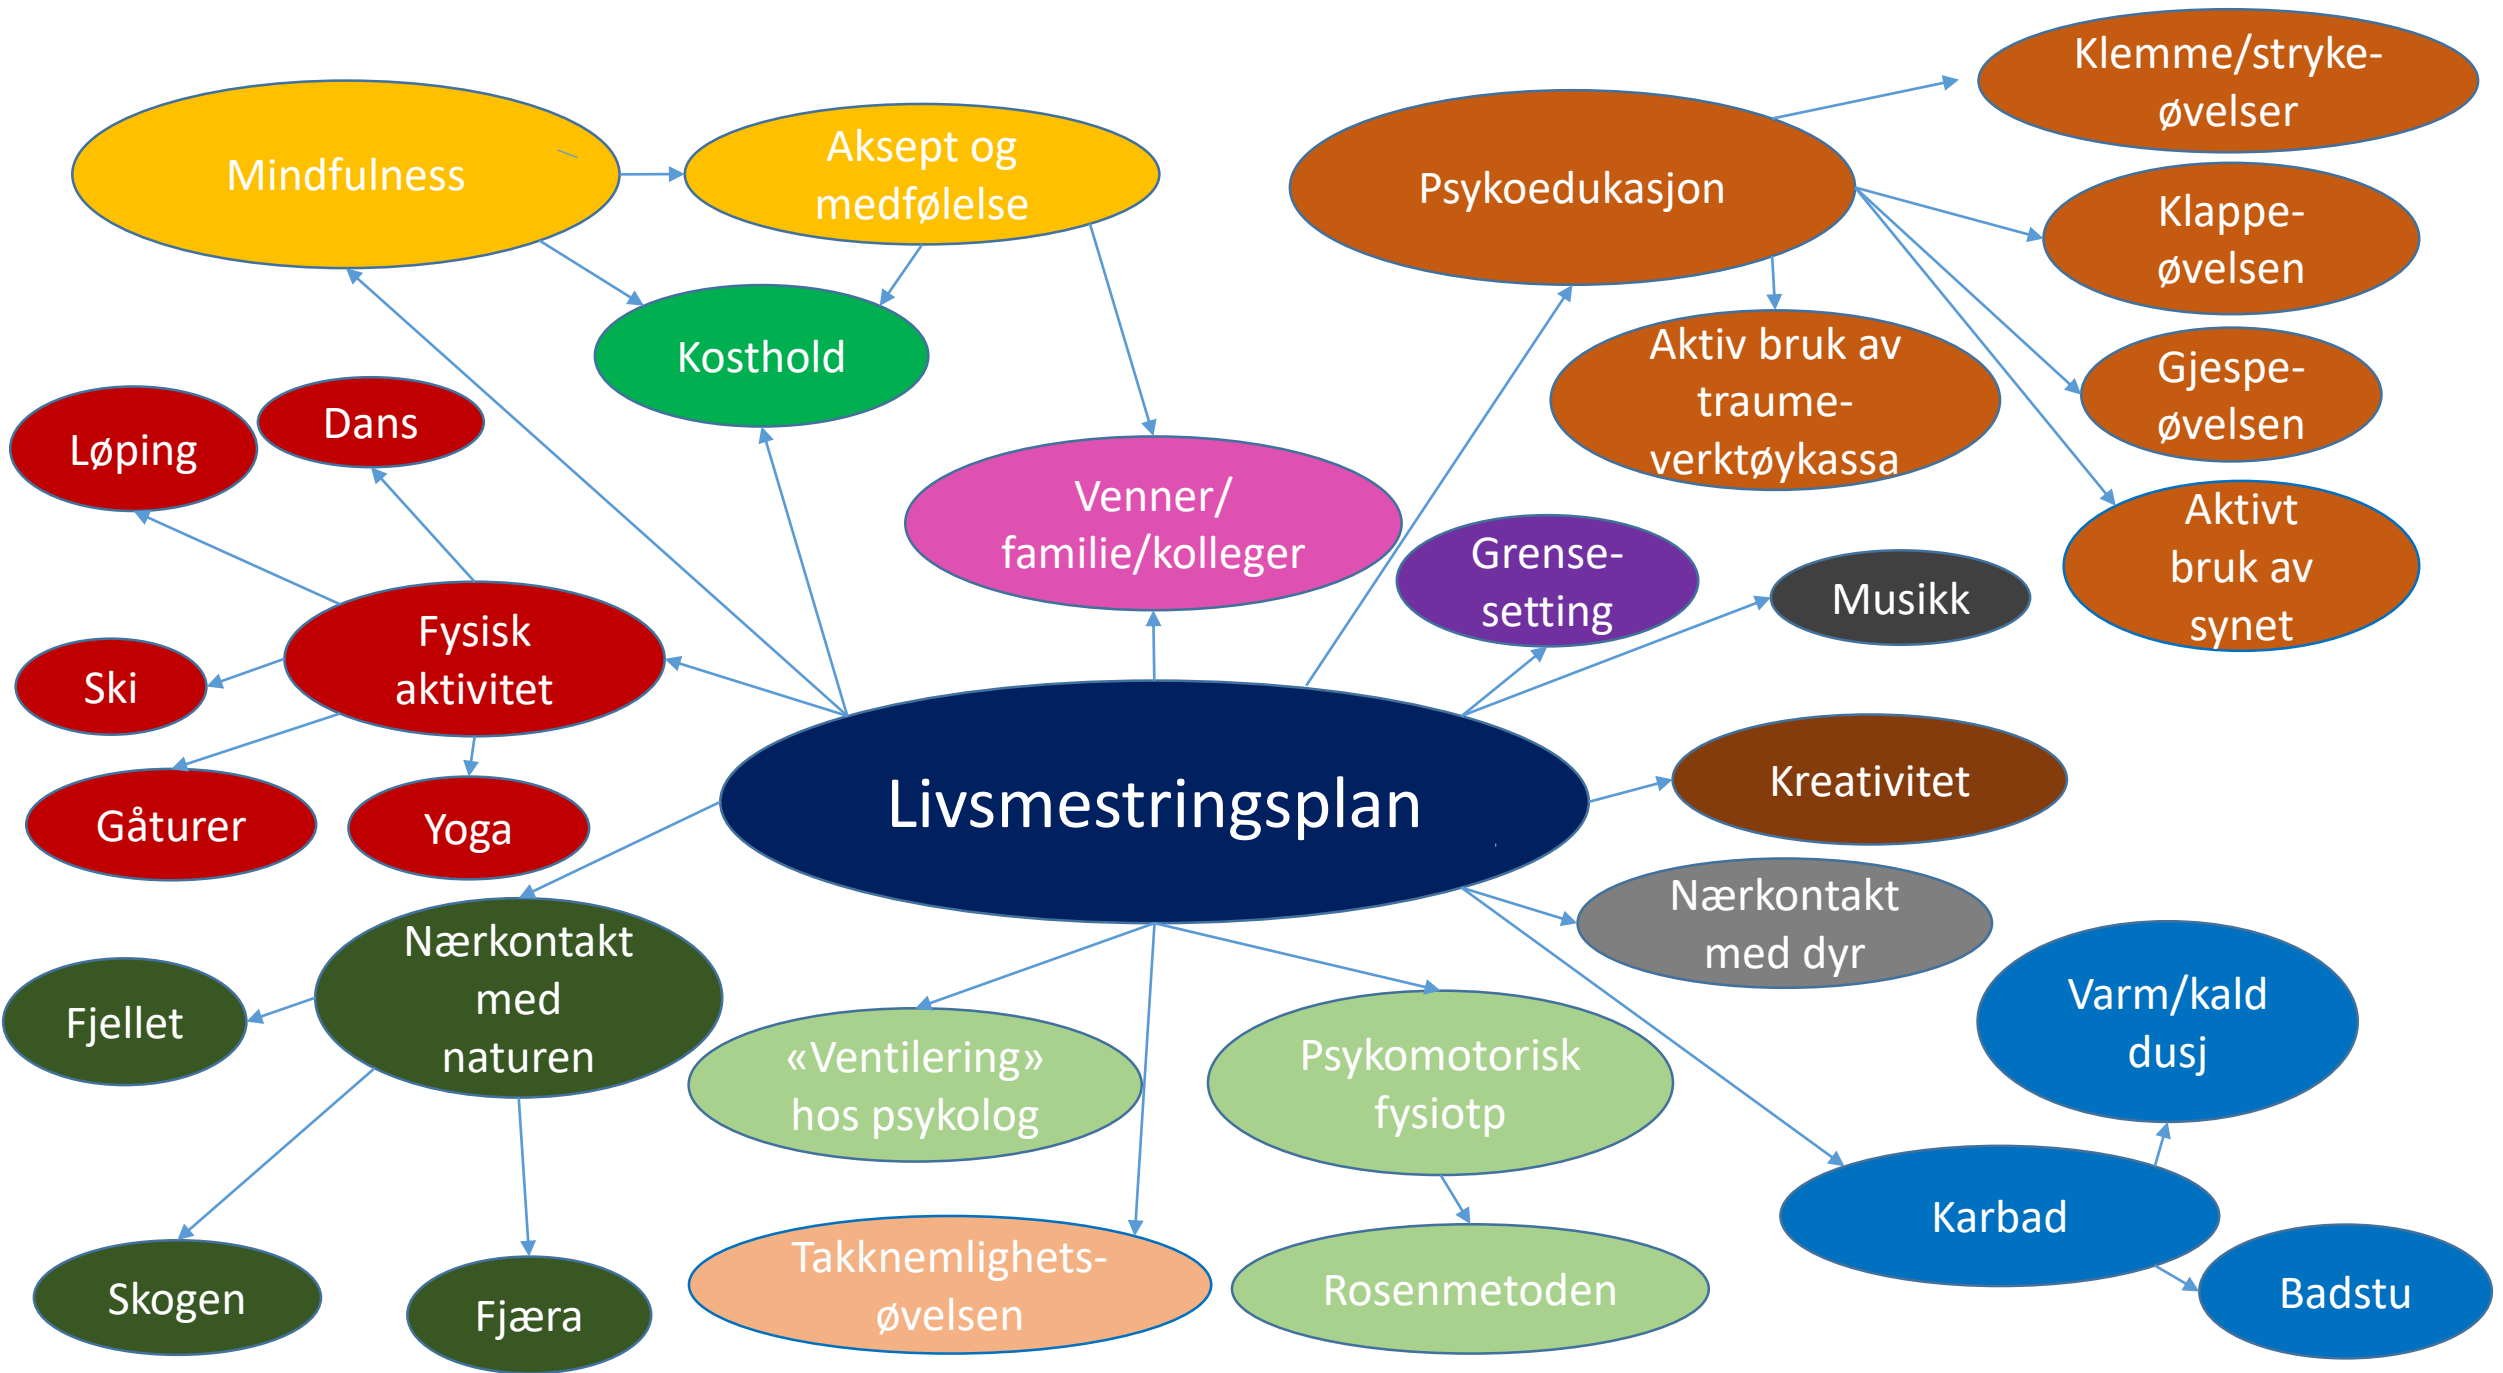 Klemme/stryke-
øvelser
Mindfulness
Aksept og
medfølelse
Psykoedukasjon
Klappe-
øvelsen
Kosthold
Aktiv bruk av
traume-
verktøykassa
Gjespe-
øvelsen
Løping
Dans
Venner/
familie/kolleger
Grense-
setting
Musikk
Aktivt
bruk av
synet
Fysisk
aktivitet
Ski
Livsmestringsplan
Kreativitet
Gåturer
Yoga
Nærkontakt
med dyr
Nærkontakt
med
naturen
Fjellet
«Ventilering»
hos psykolog
Psykomotorisk
fysiotp
Varm/kald
dusj
Karbad
Skogen
Fjæra
Takknemlighets-
øvelsen
Rosenmetoden
Badstu